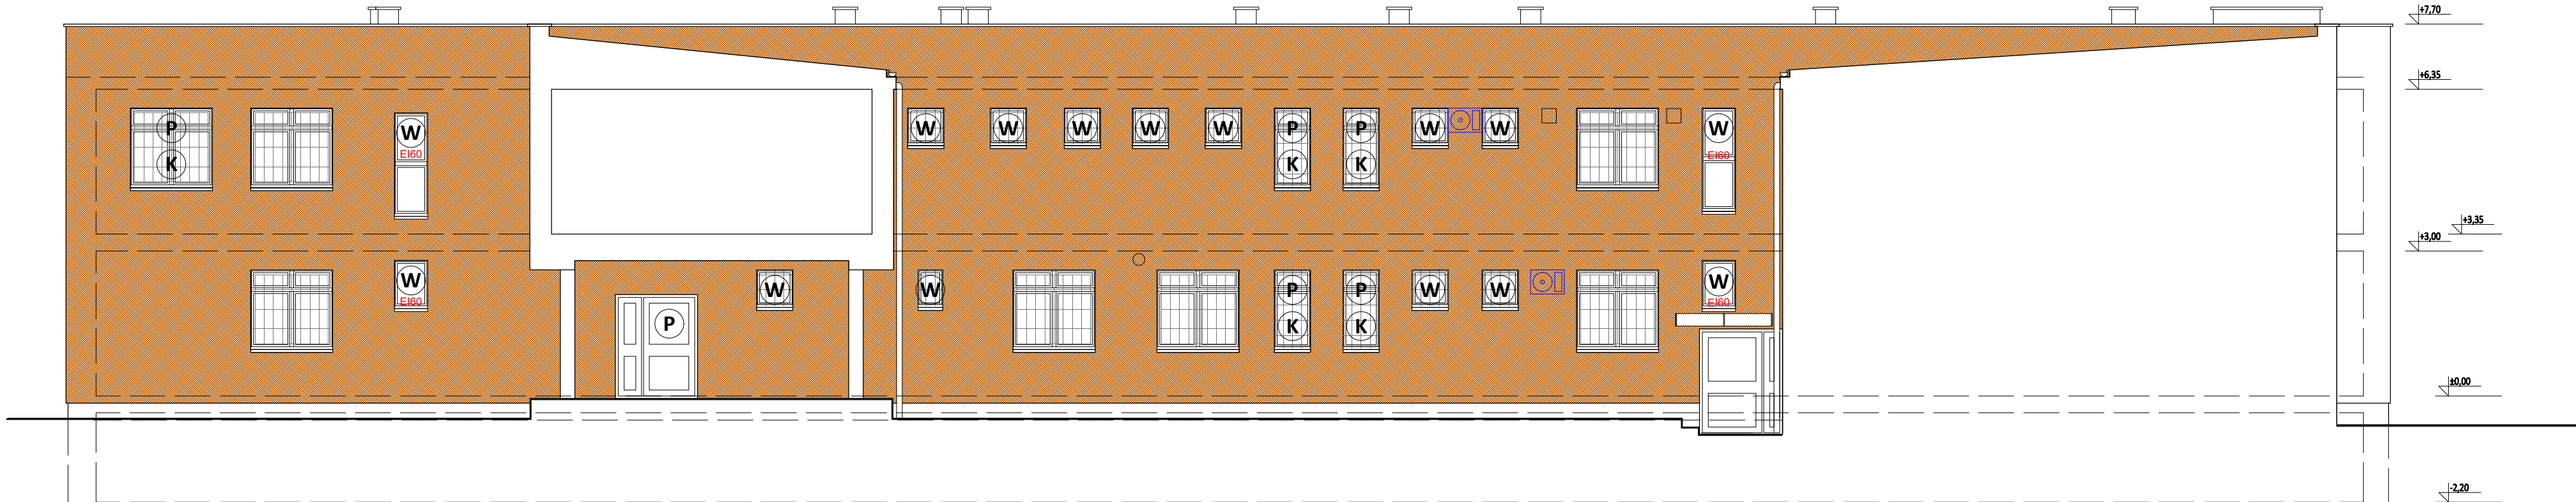 +7,70
+6,35
P W W W W W W P P W W W
K EI60 K K EI60
+3,35
+3,00
W W W P P W W W
EI60 P K K EI60
±0,00
-2,20